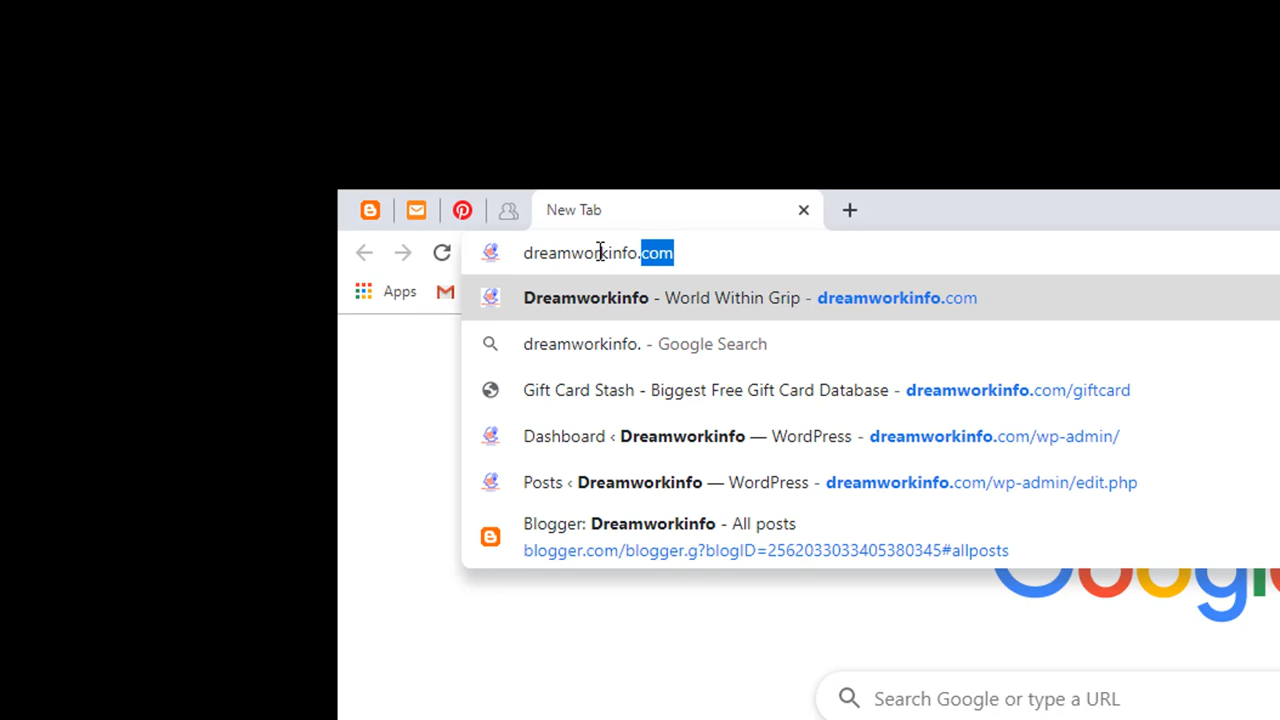 New Tab
dreamworkinfo.com
Apps
Dreamworkinfo - World Within Grip - dreamworkinfo.com
dreamworkinfo. - Google Search
Gift Card Stash - Biggest Free Gift Card Database - dreamworkinfo.com/giftcard
Dashboard ‹ Dreamworkinfo — WordPress - dreamworkinfo.com/wp-admin/
Posts ‹ Dreamworkinfo — WordPress - dreamworkinfo.com/wp-admin/edit.php
Blogger: Dreamworkinfo - All posts
blogger.com/blogger.g?blogID=2562033033405380345#allposts
Google
Search Google or type a URL